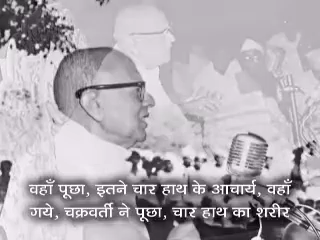 वहाँ पूछा, इतने चार हाथ के आचार्य, वहाँ
गये, चक्रवर्ती ने पूछा, चार हाथ का शरीर